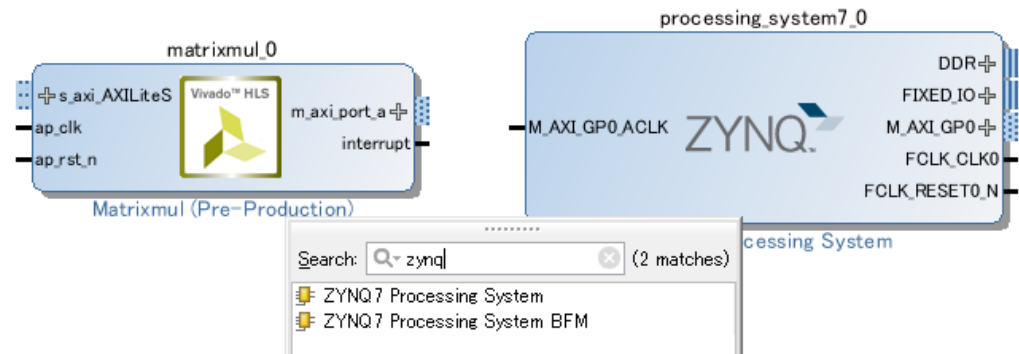 matrixmul_0
s_axi_AXILiteS
ap_clk
ap_rst_n
Vivado™ HLS
m_axi_port_a
interrupt
Matrixmul (Pre-Production)
processing_system7_0
M_AXI_GP0_ACLK
ZYNQ
DDR
FIXED_IO
M_AXI_GP0
FCLK_CLK0
FCLK_RESET0_N
cessing System
Search: zynq (2 matches)
ZYNQ7 Processing System
ZYNQ7 Processing System BFM